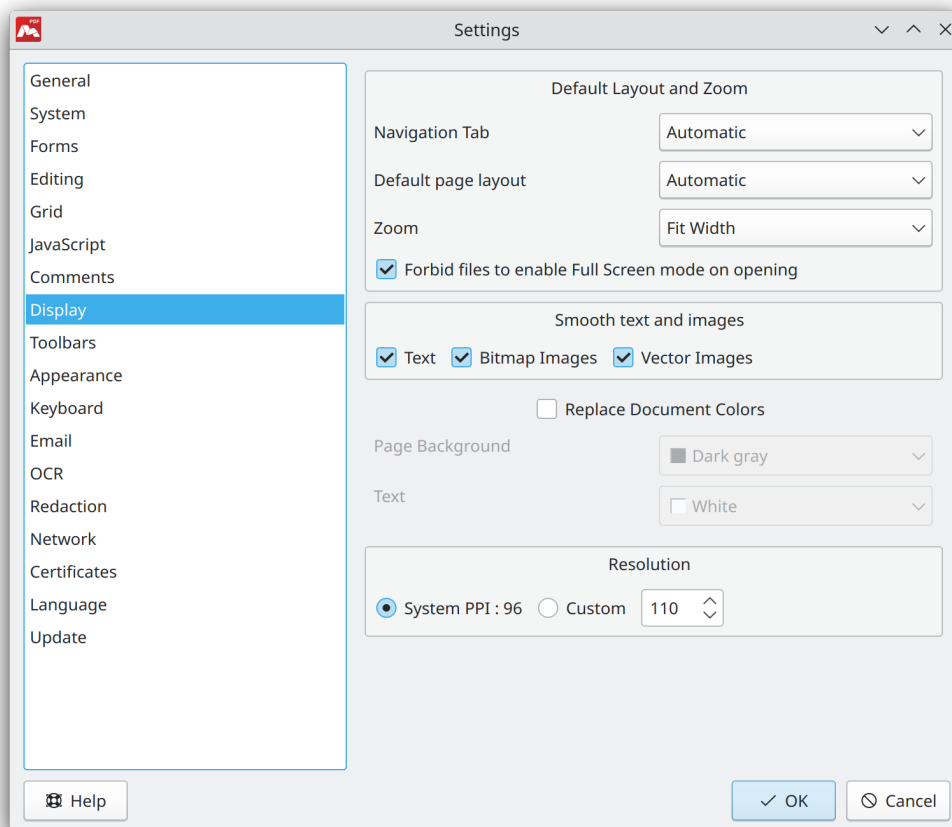 PDF
Settings
General
System
Forms
Editing
Grid
JavaScript
Comments
Display
Toolbars
Appearance
Keyboard
Email
OCR
Redaction
Network
Certificates
Language
Update
Default Layout and Zoom
Navigation Tab Automatic
Default page layout Automatic
Zoom Fit Width
Forbid files to enable Full Screen mode on opening
Smooth text and images
Text Bitmap Images Vector Images
Replace Document Colors
Page Background Dark gray
Text White
Resolution
System PPI : 96 Custom 110
Help OK Cancel